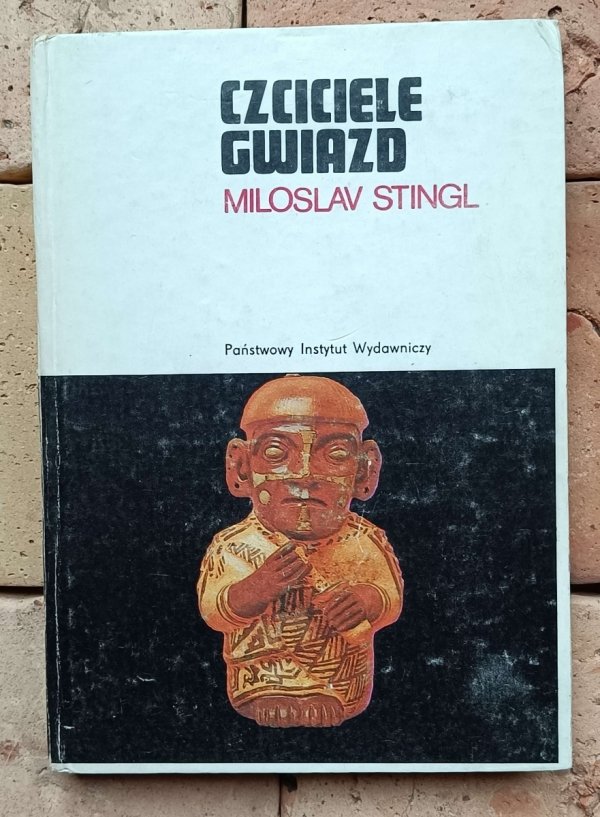 CZCICIELE
GWIAZD
MILOSLAV STINGL
Państwowy Instytut Wydawniczy